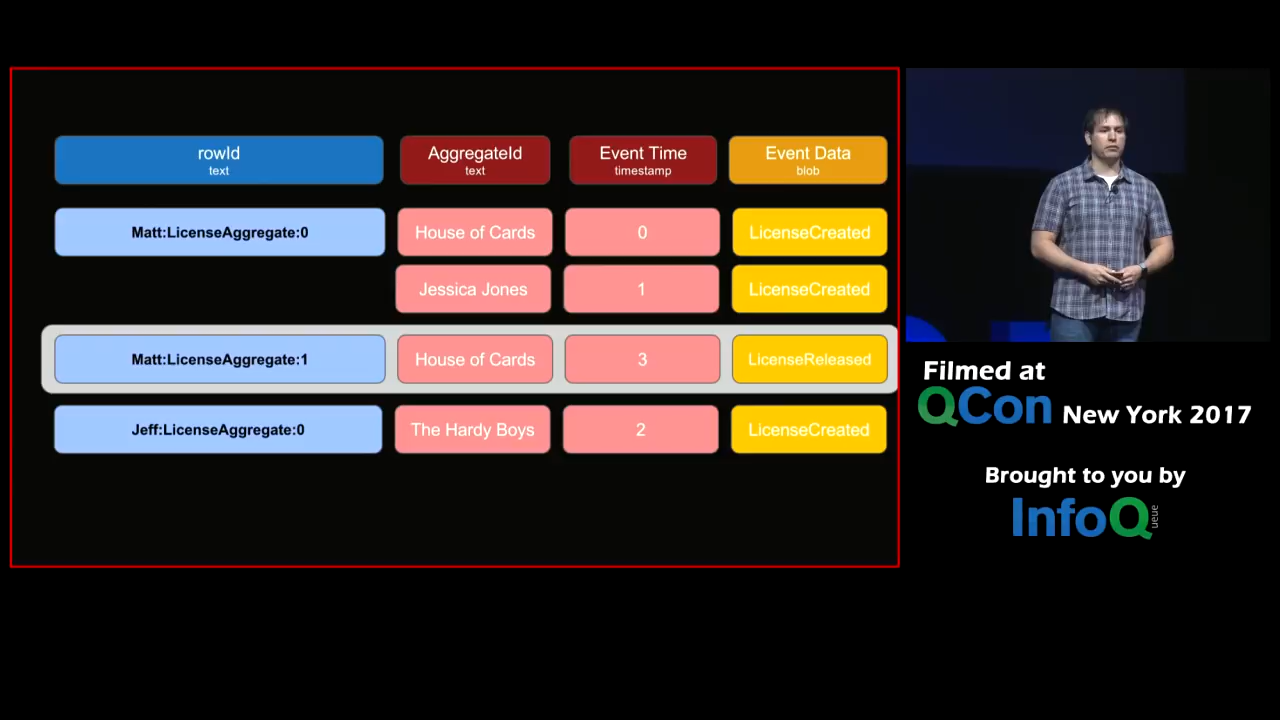 rowId AggregateId Event Time Event Data
text text timestamp blob
Matt:LicenseAggregate:0 House of Cards 0 LicenseCreated
Jessica Jones 1 LicenseCreated
Matt:LicenseAggregate:1 House of Cards 3 LicenseReleased
Jeff:LicenseAggregate:0 The Hardy Boys 2 LicenseCreated
Filmed at
QCon New York 2017
Brought to you by
InfoQ
ueue